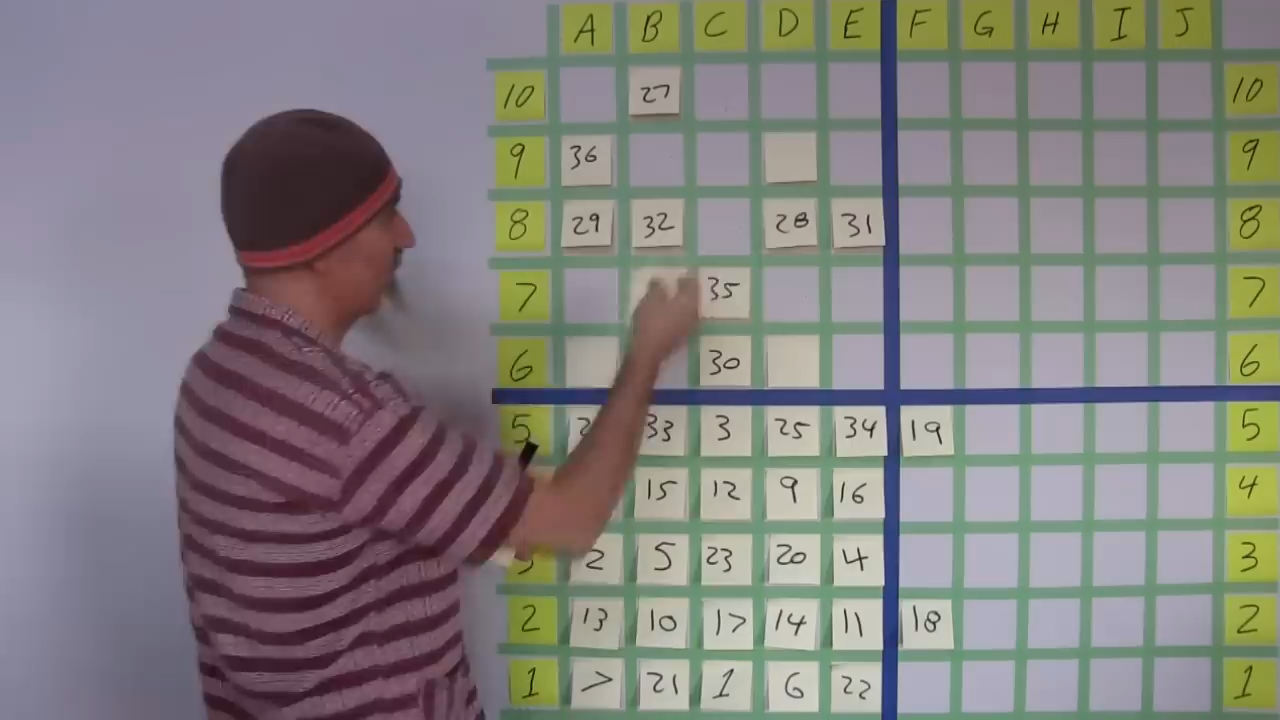 A B C D E F G H I J
10 27 10
9 36 9
8 29 32 28 31 8
7 35 7
6 30 6
5 33 3 25 34 19 5
15 12 9 16 4
2 5 23 20 4 3
2 13 10 17 14 11 18 2
1 7 21 1 6 22 1